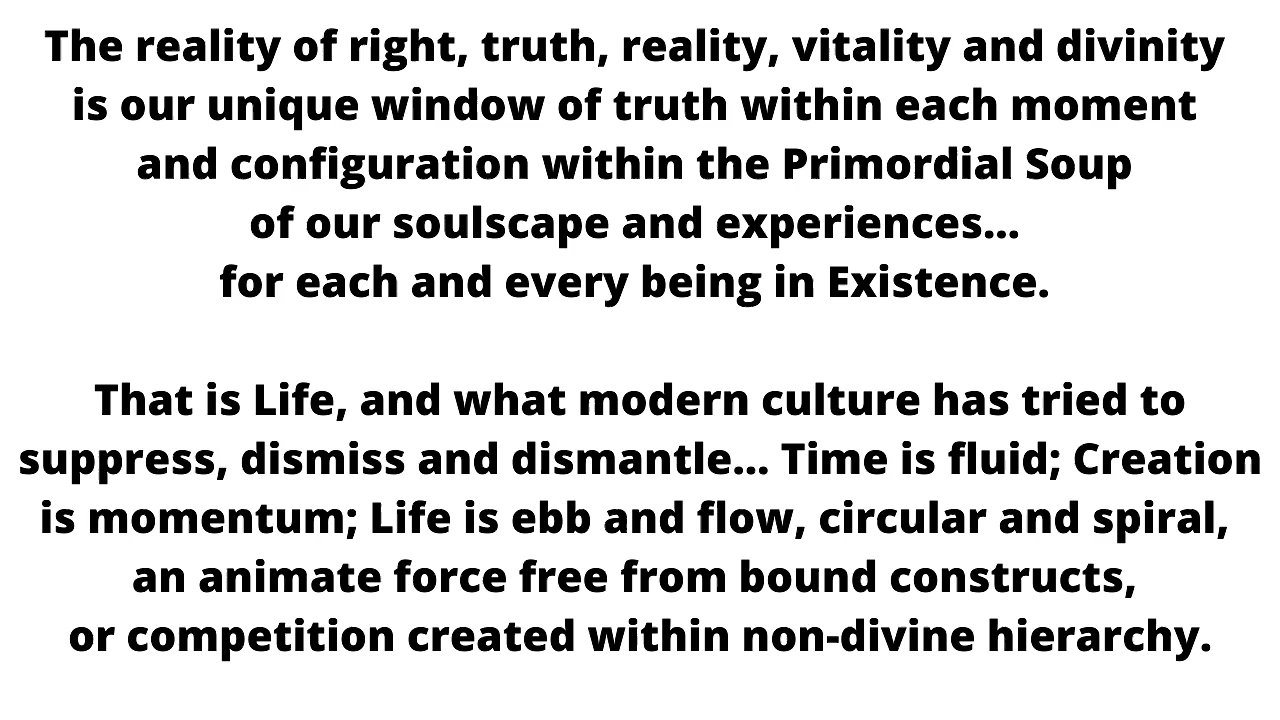 The reality of right, truth, reality, vitality and divinity
is our unique window of truth within each moment
and configuration within the Primordial Soup
of our soulscape and experiences...
for each and every being in Existence.
That is Life, and what modern culture has tried to
suppress, dismiss and dismantle... Time is fluid; Creation
is momentum; Life is ebb and flow, circular and spiral,
an animate force free from bound constructs,
or competition created within non-divine hierarchy.